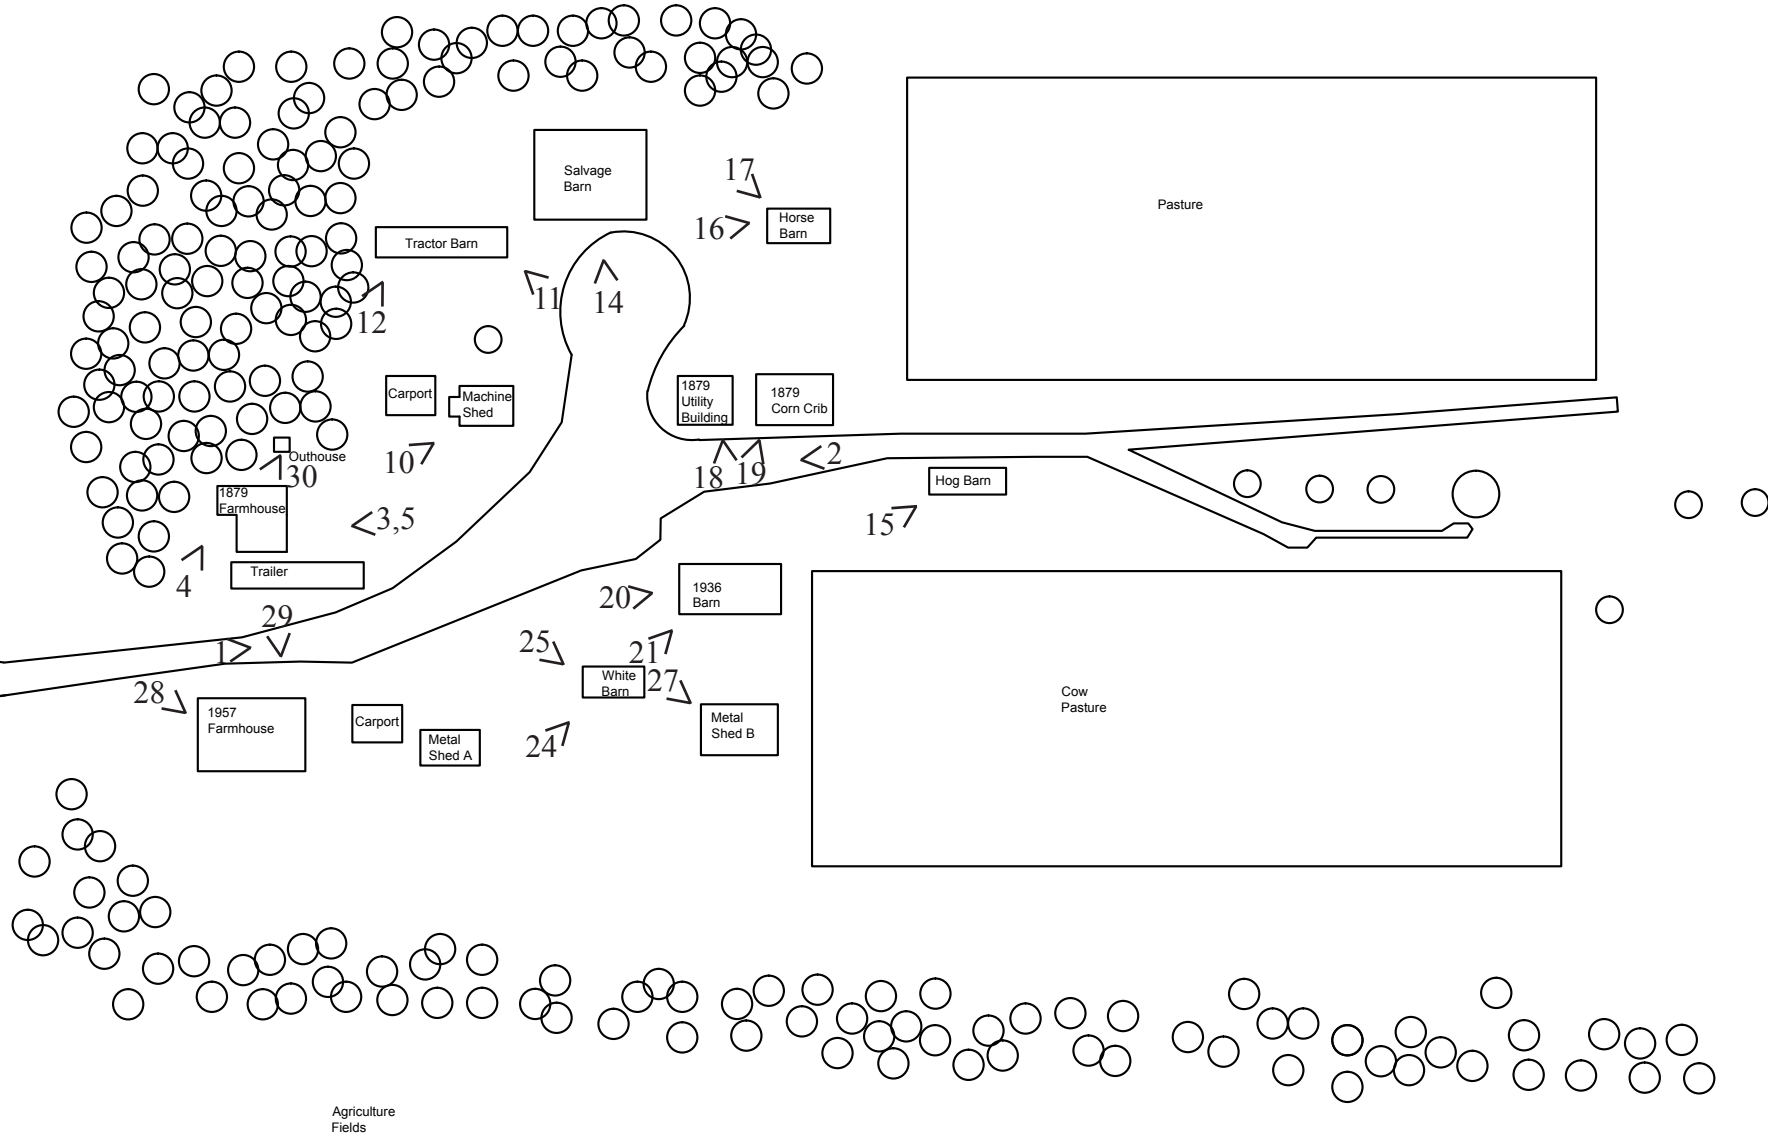 Salvage
Barn
17
Pasture
16
Horse
Barn
Tractor Barn
11
14
12
Carport
Machine
Shed
1879
Utility
Building
1879
Corn Crib
Outhouse
30
10
18
19
2
Hog Barn
1879
Farmhouse
3,5
15
4
Trailer
20
1936
Barn
29
1
25
21
White
Barn
27
28
Cow
Pasture
1957
Farmhouse
Carport
Metal
Shed A
24
Metal
Shed B
Agriculture
Fields